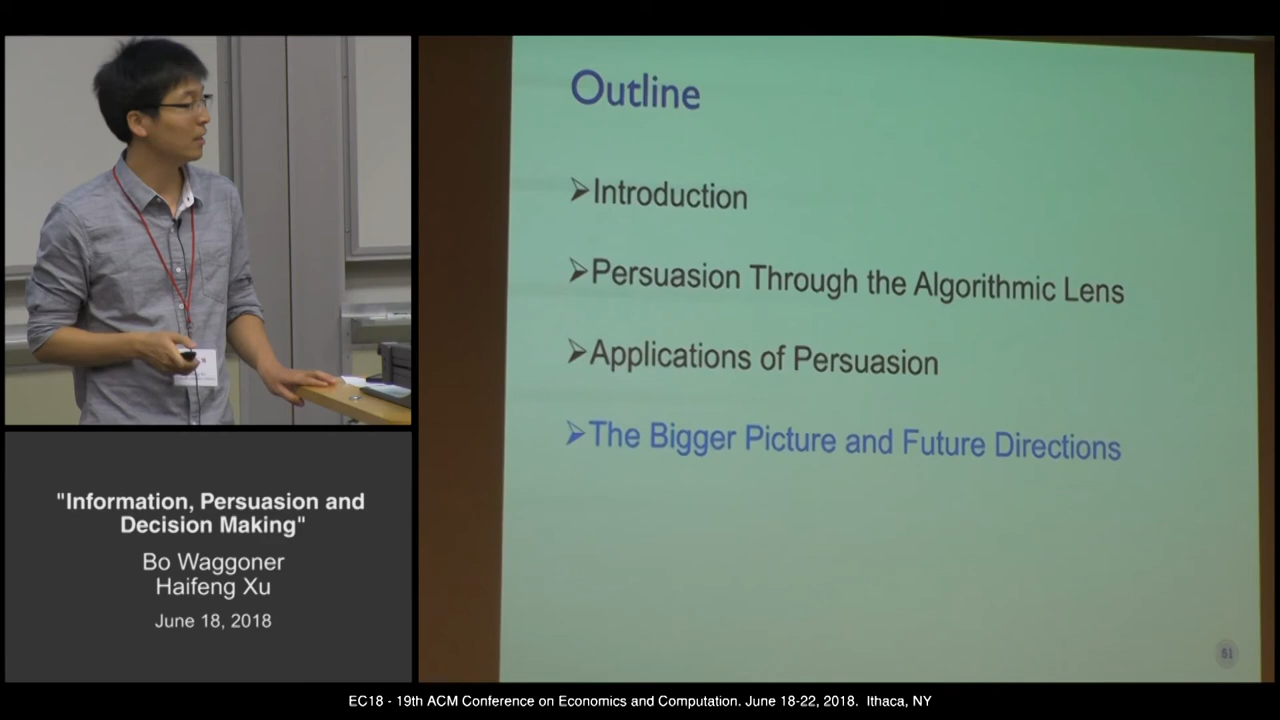 Outline
➢Introduction
➢Persuasion Through the Algorithmic Lens
➢Applications of Persuasion
➢The Bigger Picture and Future Directions
51
"Information, Persuasion and
Decision Making"
Bo Waggoner
Haifeng Xu
June 18, 2018
EC18 - 19th ACM Conference on Economics and Computation. June 18-22, 2018. Ithaca, NY